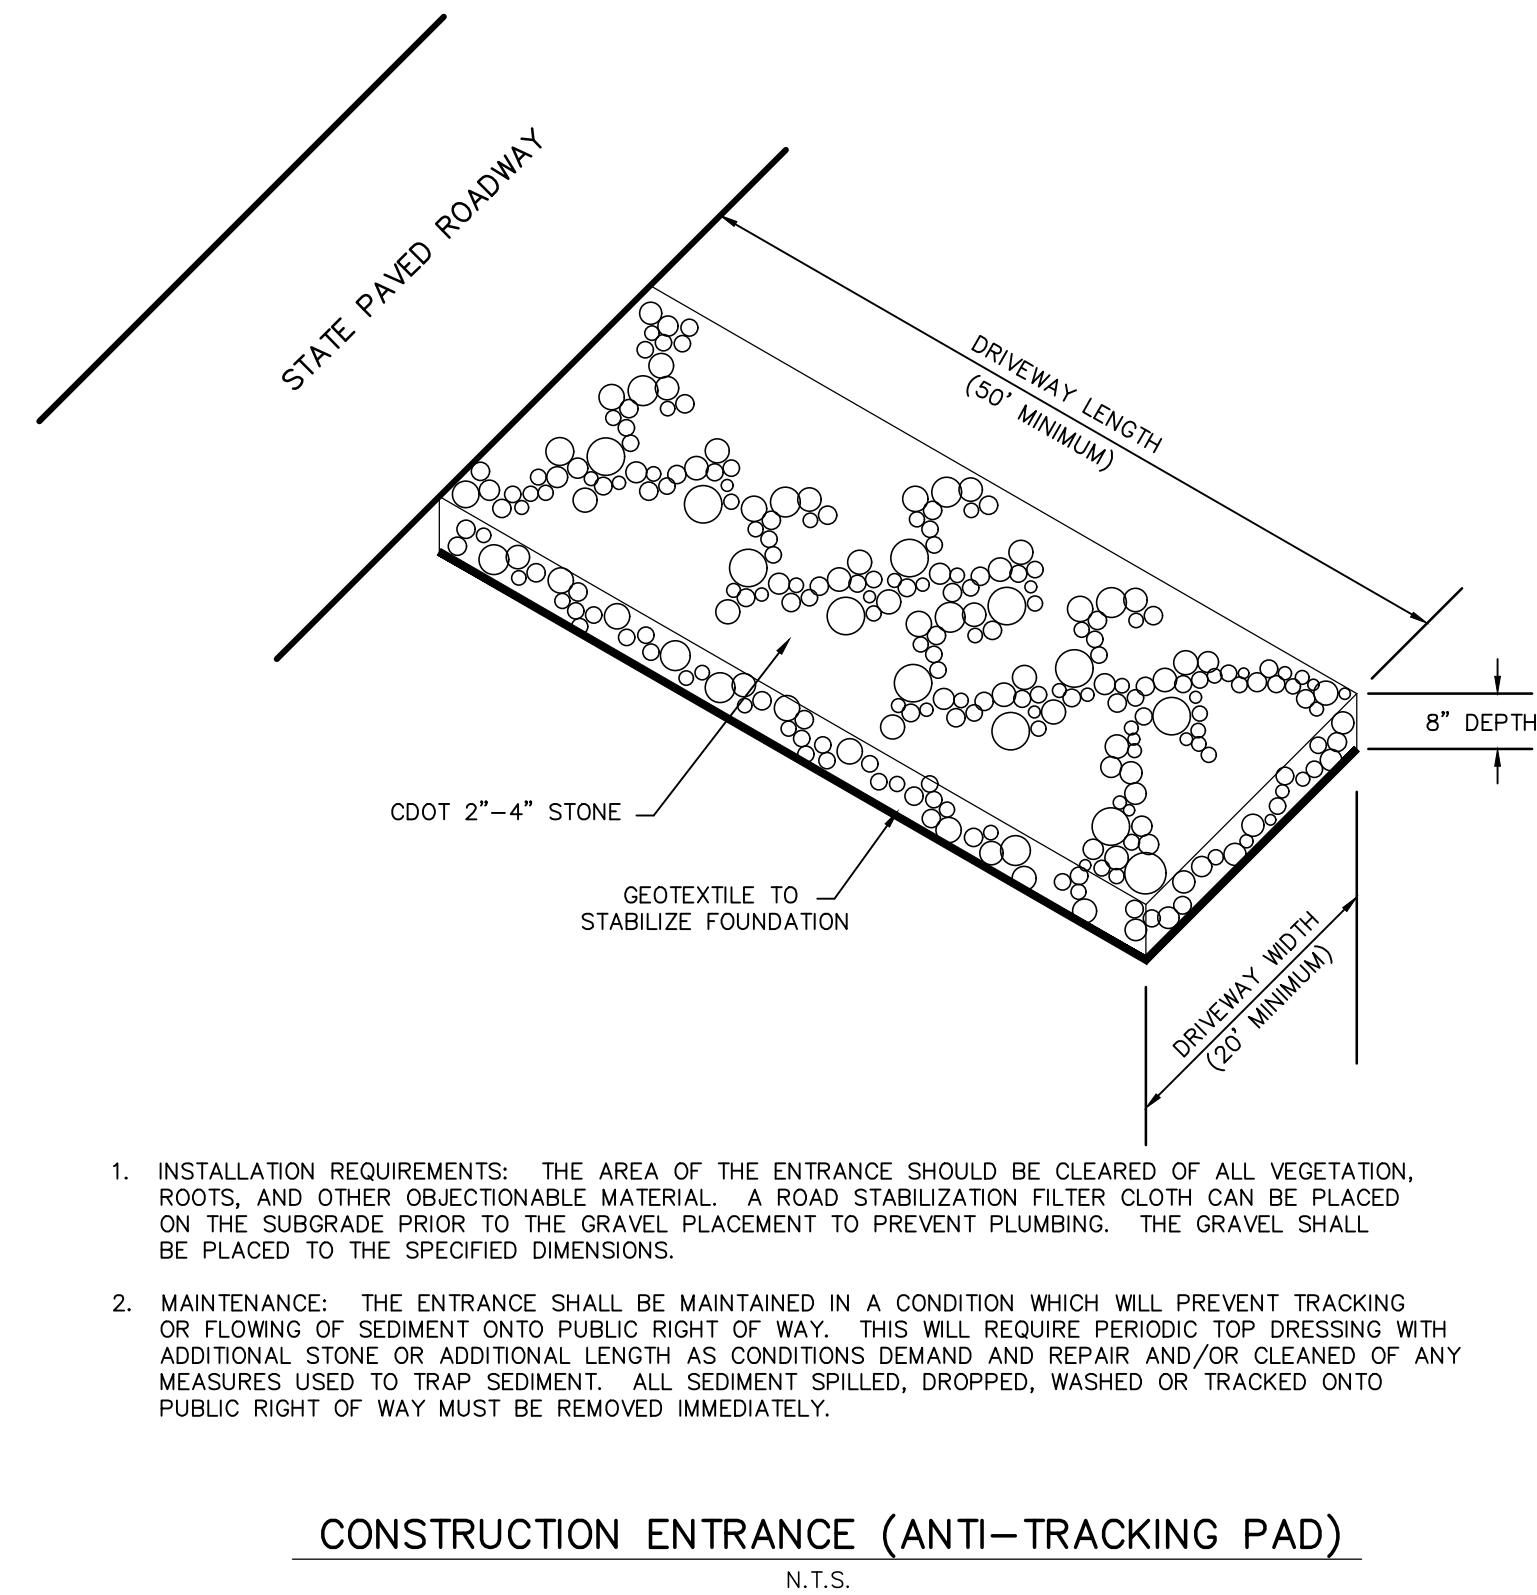 STATE PAVED ROADWAY
DRIVEWAY LENGTH
(50' MINIMUM)
8" DEPTH
CDOT 2"-4" STONE
GEOTEXTILE TO
STABILIZE FOUNDATION
DRIVEWAY WIDTH
(20' MINIMUM)
1. INSTALLATION REQUIREMENTS: THE AREA OF THE ENTRANCE SHOULD BE CLEARED OF ALL VEGETATION,
ROOTS, AND OTHER OBJECTIONABLE MATERIAL. A ROAD STABILIZATION FILTER CLOTH CAN BE PLACED
ON THE SUBGRADE PRIOR TO THE GRAVEL PLACEMENT TO PREVENT PLUMBING. THE GRAVEL SHALL
BE PLACED TO THE SPECIFIED DIMENSIONS.
2. MAINTENANCE: THE ENTRANCE SHALL BE MAINTAINED IN A CONDITION WHICH WILL PREVENT TRACKING
OR FLOWING OF SEDIMENT ONTO PUBLIC RIGHT OF WAY. THIS WILL REQUIRE PERIODIC TOP DRESSING WITH
ADDITIONAL STONE OR ADDITIONAL LENGTH AS CONDITIONS DEMAND AND REPAIR AND/OR CLEANED OF ANY
MEASURES USED TO TRAP SEDIMENT. ALL SEDIMENT SPILLED, DROPPED, WASHED OR TRACKED ONTO
PUBLIC RIGHT OF WAY MUST BE REMOVED IMMEDIATELY.
CONSTRUCTION ENTRANCE (ANTI-TRACKING PAD)
N.T.S.